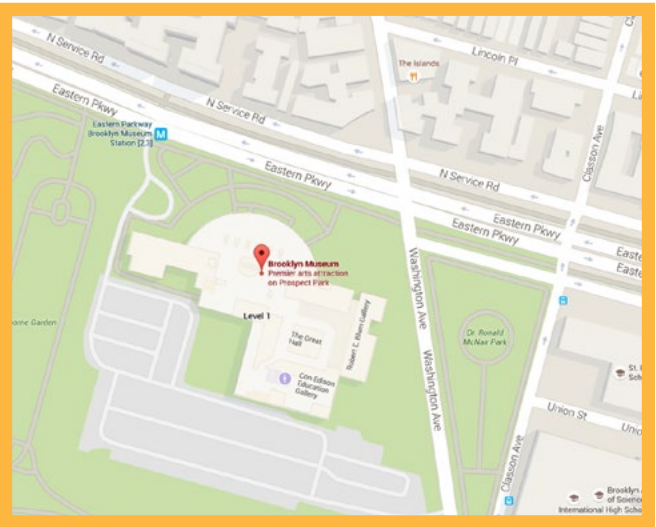 N Service Rd
Lincoln Pl
The Islands
Eastern Pkwy
N Service Rd
Eastern Parkway
Brooklyn Museum
Station [2,3]
Classon Ave
Eastern Pkwy
N Service Rd
Eastern Pkwy
Eastern Pkwy
Brooklyn Museum
Premier arts attraction
on Prospect Park
Washington Ave
Level 1
The Great
Hall
Robert E. Blum Gallery
Dr. Ronald
McNair Park
Con Edison
Education
Gallery
Washington Ave
Union St
Classon Ave
Brooklyn
of Science
International High